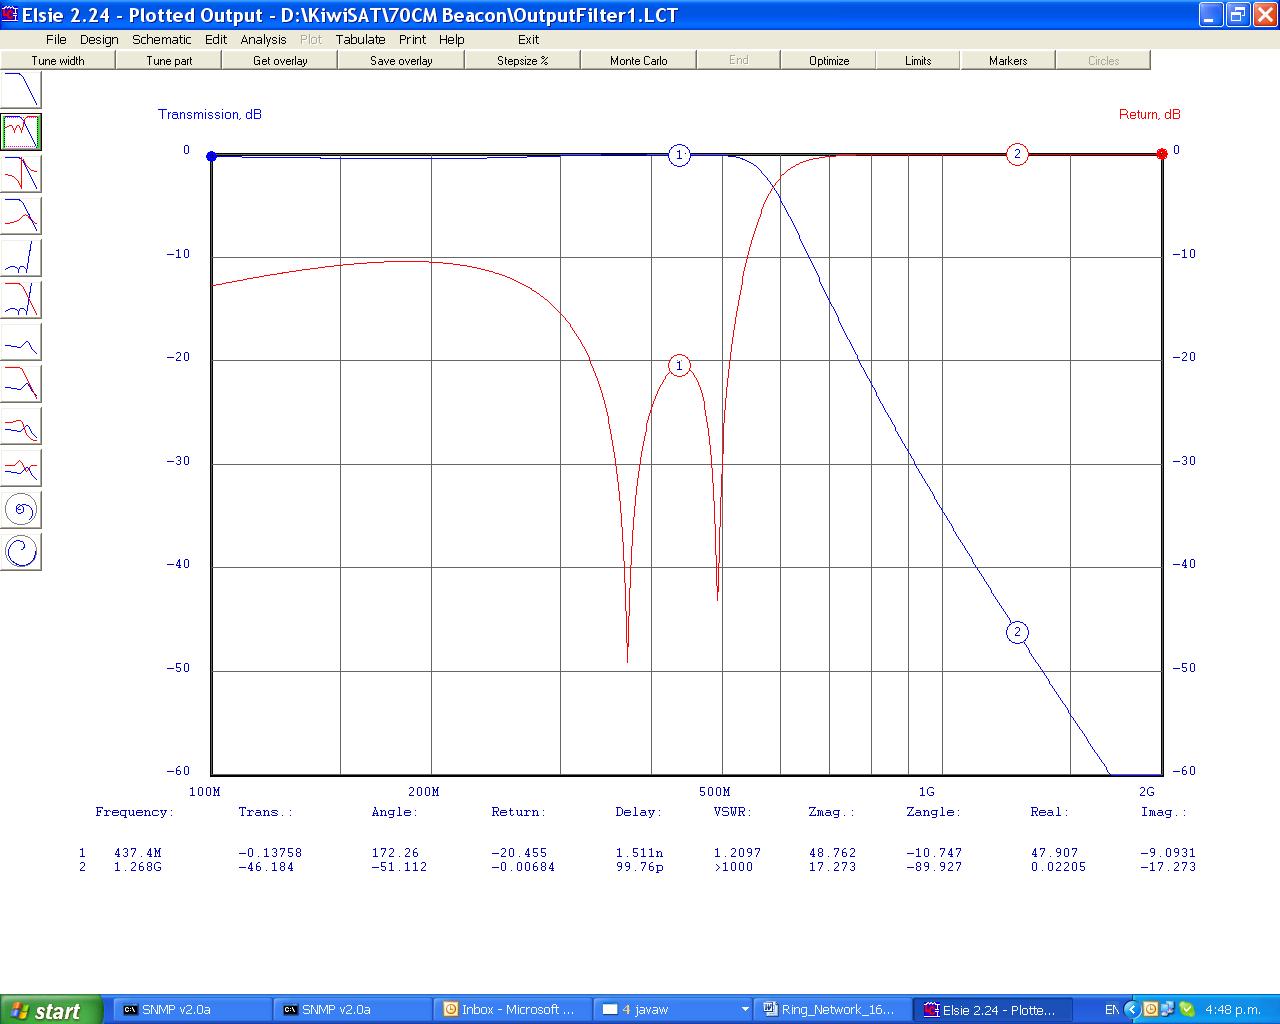 Elsie 2.24 - Plotted Output - D:\KiwiSAT\70CM Beacon\OutputFilter1.LCT
File Design Schematic Edit Analysis Plot Tabulate Print Help Exit
Tune width Tune part Get overlay Save overlay Stepsize % Monte Carlo End Optimize Limits Markers Circles
Transmission, dB Return, dB
0 1 2 0
-10 -10
-20 -20
1
-30 -30
-40 -40
2
-50 -50
-60 -60
100M 200M 500M 1G 2G
Frequency: Trans.: Angle: Return: Delay: VSWR: Zmag.: Zangle: Real: Imag.:
1 437.4M -0.13758 172.26 -20.455 1.511n 1.2097 48.762 -10.747 47.907 -9.0931
2 1.268G -46.184 -51.112 -0.00684 99.76p >1000 17.273 -89.927 0.02205 -17.273
start SNMP v2.0a SNMP v2.0a Inbox - Microsoft ... 4 javaw Ring_Network_16... Elsie 2.24 - Plotte... EN 4:48 p.m.